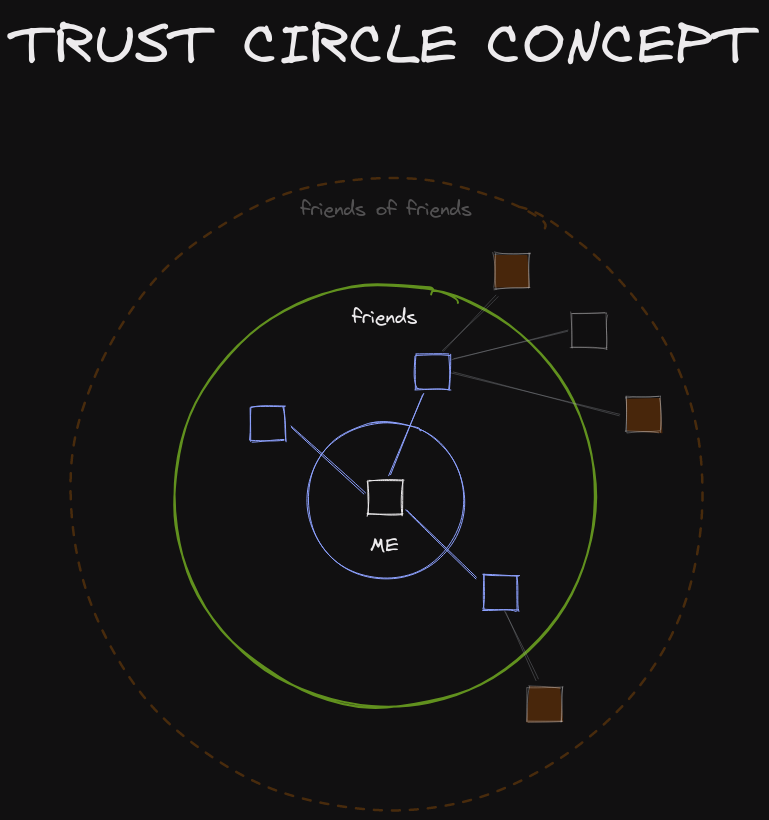 TRUST CIRCLE CONCEPT
friends of friends
friends
ME